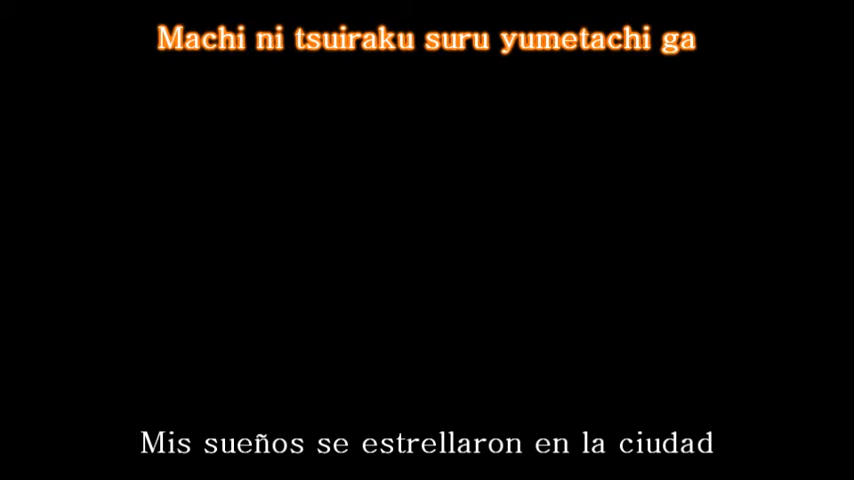 Machi ni tsuiraku suru yumetachi ga
Mis sueños se estrellaron en la ciudad